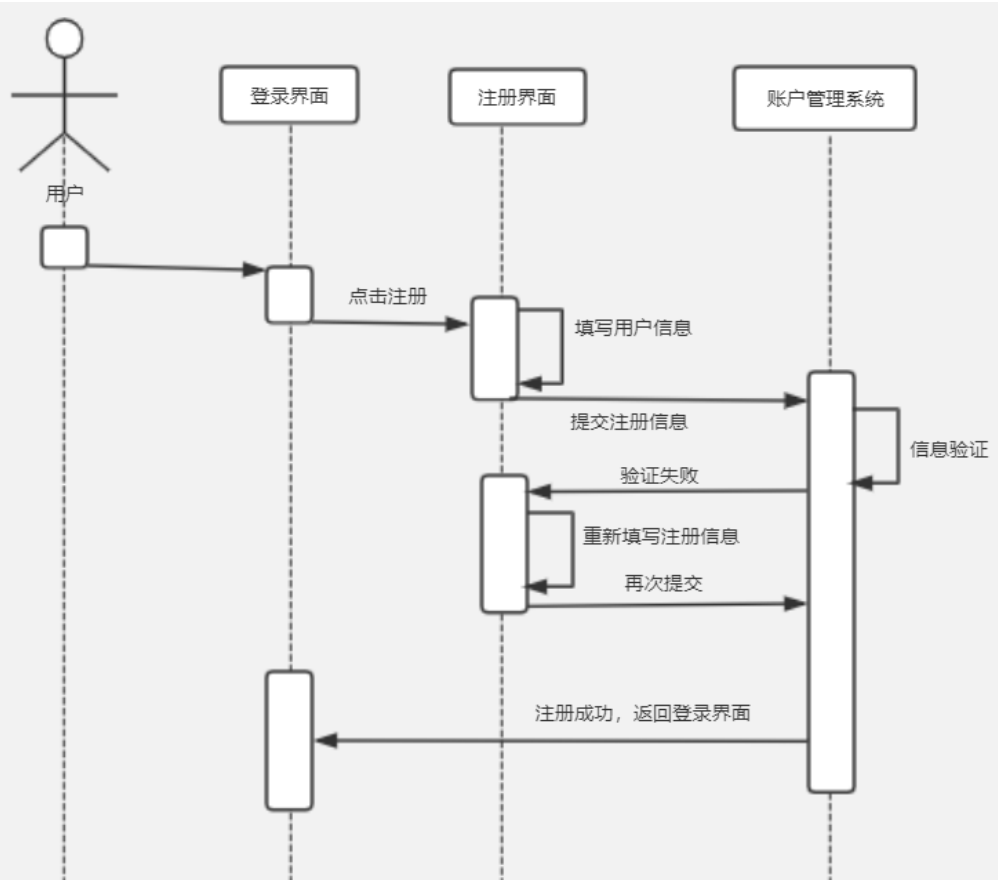 登录界面
注册界面
账户管理系统
用户
点击注册
填写用户信息
提交注册信息
信息验证
验证失败
重新填写注册信息
再次提交
注册成功，返回登录界面